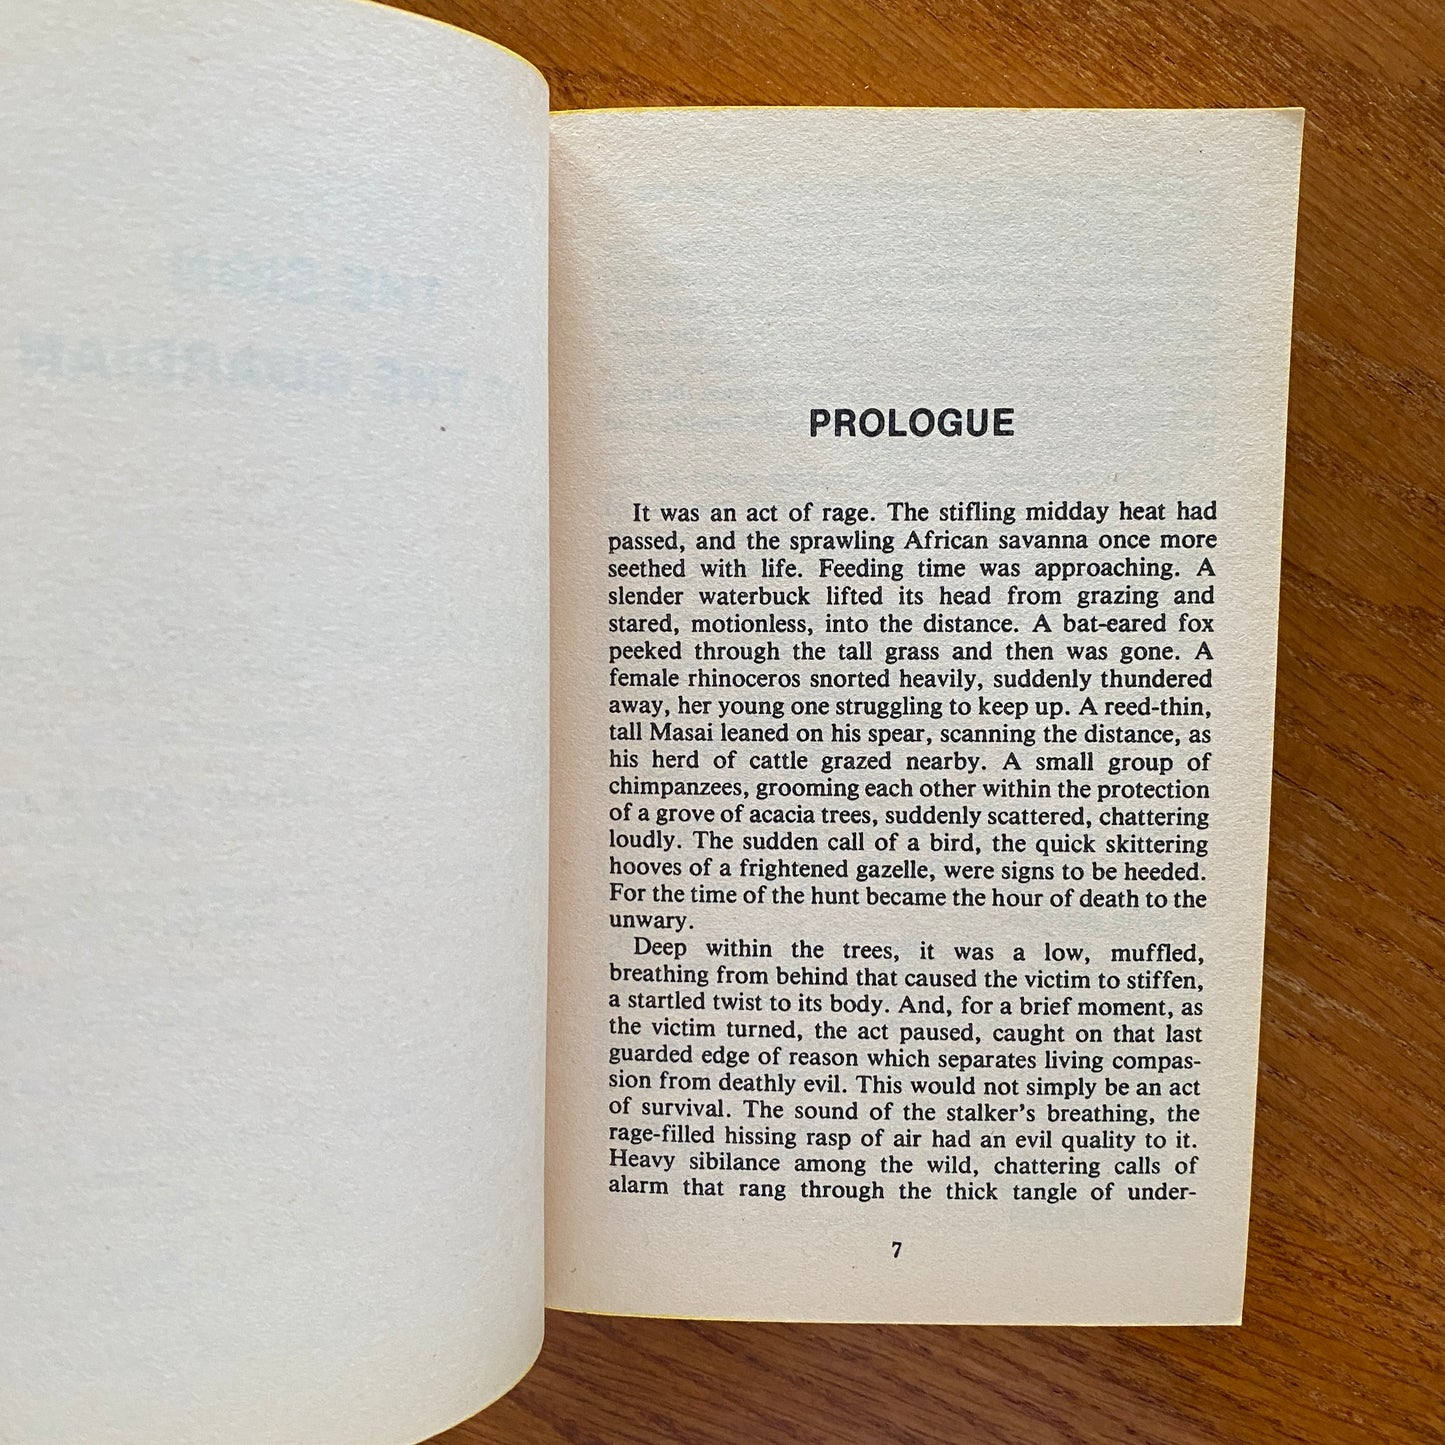 PROLOGUE
It was an act of rage. The stifling midday heat had
passed, and the sprawling African savanna once more
seethed with life. Feeding time was approaching. A
slender waterbuck lifted its head from grazing and
stared, motionless, into the distance. A bat-eared fox
peeked through the tall grass and then was gone. A
female rhinoceros snorted heavily, suddenly thundered
away, her young one struggling to keep up. A reed-thin,
tall Masai leaned on his spear, scanning the distance, as
his herd of cattle grazed nearby. A small group of
chimpanzees, grooming each other within the protection
of a grove of acacia trees, suddenly scattered, chattering
loudly. The sudden call of a bird, the quick skittering
hooves of a frightened gazelle, were signs to be heeded.
For the time of the hunt became the hour of death to the
unwary.
Deep within the trees, it was a low, muffled,
breathing from behind that caused the victim to stiffen,
a startled twist to its body. And, for a brief moment, as
the victim turned, the act paused, caught on that last
guarded edge of reason which separates living compas-
sion from deathly evil. This would not simply be an act
of survival. The sound of the stalker's breathing, the
rage-filled hissing rasp of air had an evil quality to it.
Heavy sibilance among the wild, chattering calls of
alarm that rang through the thick tangle of under-
7